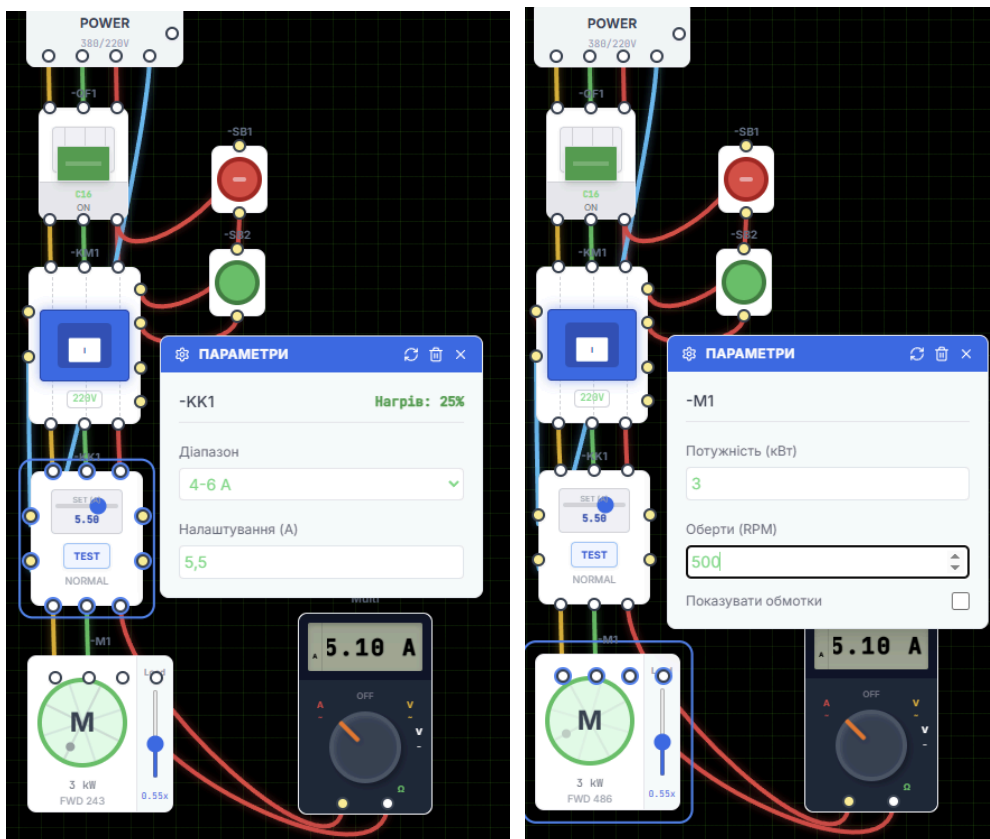 POWER
380/220V
-QF1
C16
ON
-SB1
-SB2
-KM1
I
220V
ПАРАМЕТРИ
-KK1
Нагрів: 25%
Діапазон
4-6 A
Налаштування (A)
5,5
-KK1
5.50
TEST
NORMAL
-M1
M
3 kW
FWD 243
0.55x
5.10 A
A
OFF
A
V
V
Ω
POWER
380/220V
-QF1
C16
ON
-SB1
-SB2
-KM1
I
220V
ПАРАМЕТРИ
-M1
Потужність (кВт)
3
Оберти (RPM)
500
Показувати обмотки
-KK1
5.50
TEST
NORMAL
-M1
M
3 kW
FWD 486
0.55x
5.10 A
A
OFF
A
V
V
Ω